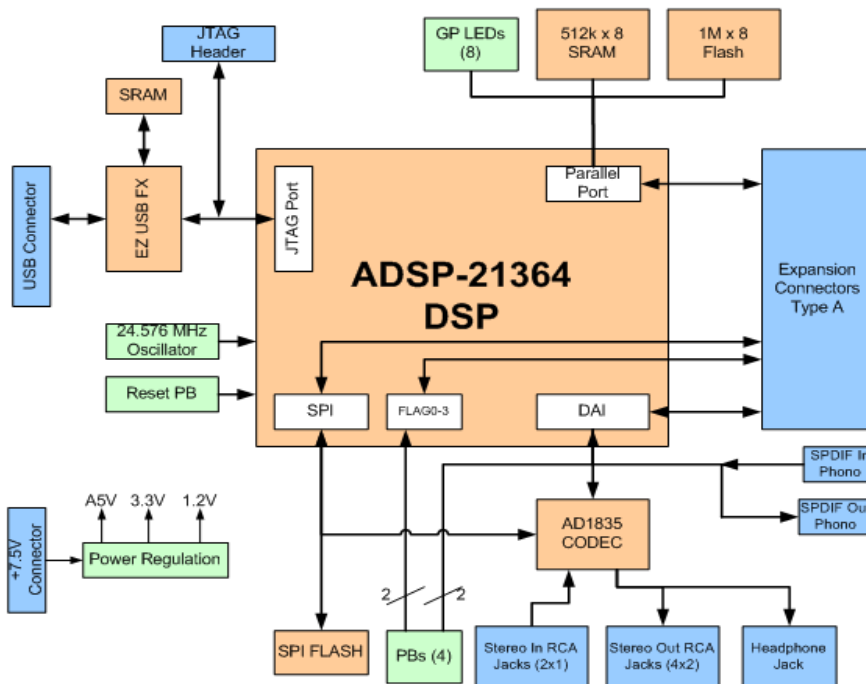 JTAG
Header
GP LEDs
(8)
512k x 8
SRAM
1M x 8
Flash
SRAM
USB Connector
EZ USB FX
JTAG Port
Parallel
Port
ADSP-21364
DSP
Expansion
Connectors
Type A
24.576 MHz
Oscillator
Reset PB
SPI
FLAG0-3
DAI
SPDIF In
Phono
SPDIF Out
Phono
A5V
3.3V
1.2V
+7.5V
Connector
Power Regulation
AD1835
CODEC
2
2
SPI FLASH
PBs (4)
Stereo In RCA
Jacks (2x1)
Stereo Out RCA
Jacks (4x2)
Headphone
Jack